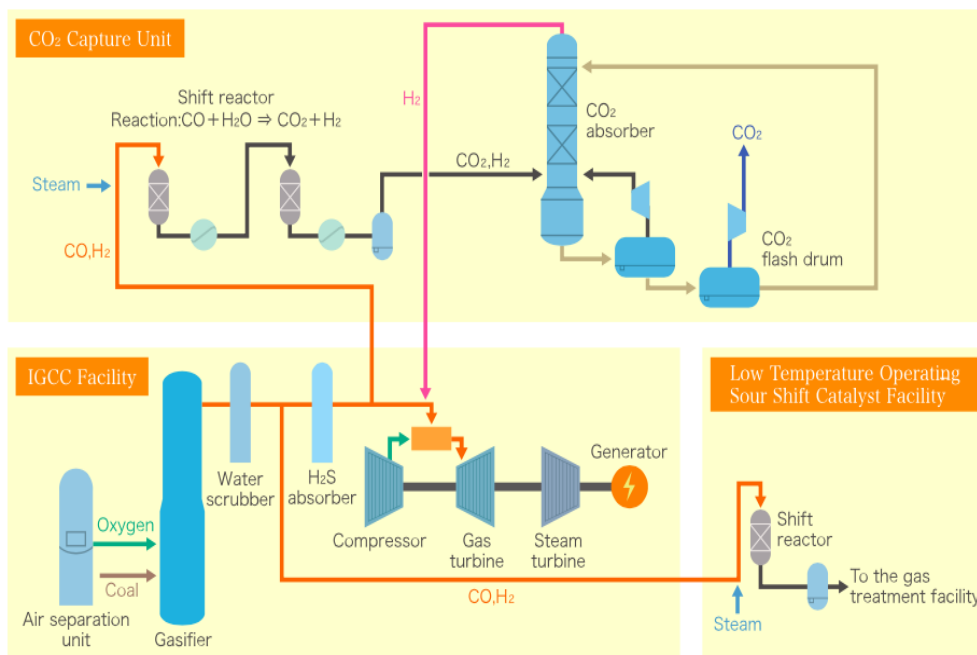 CO₂ Capture Unit
Shift reactor
Reaction:CO+H₂O ⇒ CO₂+H₂
Steam
CO,H₂
H₂
CO₂,H₂
CO₂
absorber
CO₂
CO₂
flash drum
IGCC Facility
Oxygen
Coal
Air separation
unit
Gasifier
Water
scrubber
H₂S
absorber
Compressor
Gas
turbine
Steam
turbine
Generator
CO,H₂
Low Temperature Operating
Sour Shift Catalyst Facility
Shift
reactor
To the gas
treatment facility
Steam